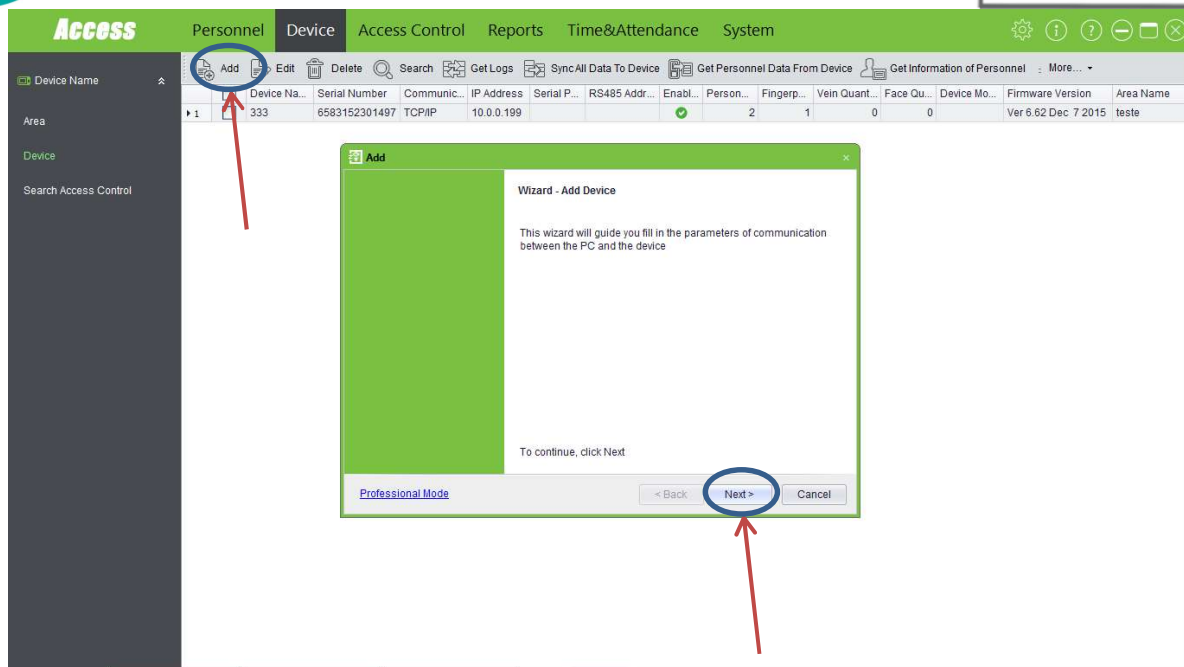 Access Personnel Device Access Control Reports Time&Attendance System
Add Edit Delete Search Get Logs Sync All Data To Device Get Personnel Data From Device Get Information of Personnel : More...
Device Name
Device Na... Serial Number Communic... IP Address Serial P... RS485 Addr... Enabl... Person... Fingerp... Vein Quant... Face Qu... Device Mo... Firmware Version Area Name
1 333 6583152301497 TCP/IP 10.0.0.199 2 1 0 0 Ver 6.62 Dec 7 2015 teste
Area
Device
Search Access Control
Add
Wizard - Add Device
This wizard will guide you fill in the parameters of communication
between the PC and the device
To continue, click Next
Professional Mode < Back Next > Cancel